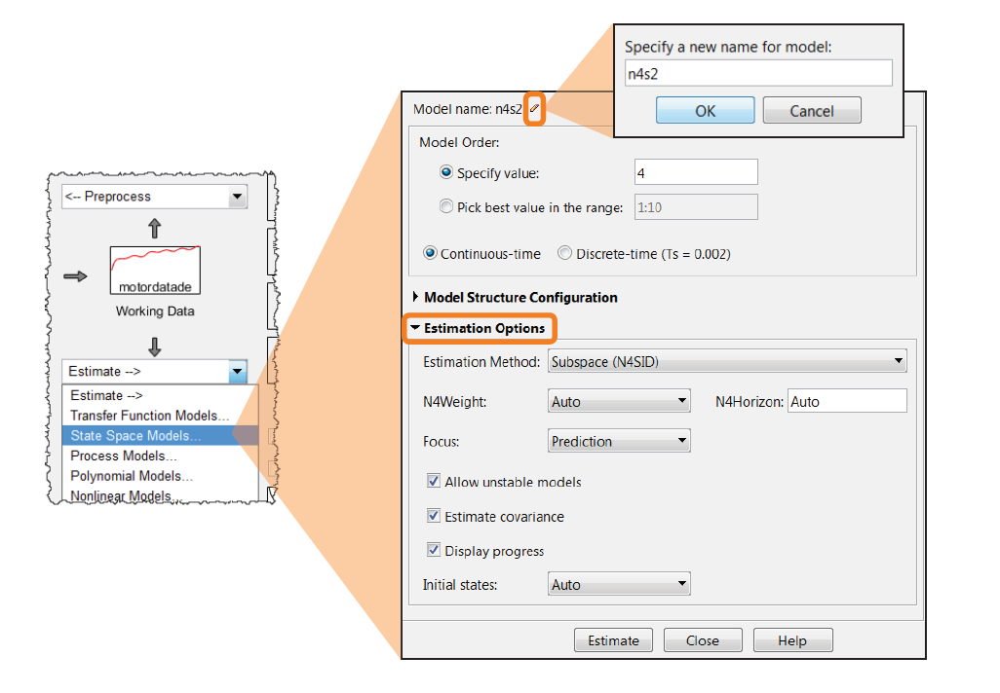 Specify a new name for model:
n4s2
OK Cancel
Model name: n4s2
Model Order:
Specify value: 4
Pick best value in the range: 1:10
Continuous-time Discrete-time (Ts = 0.002)
Model Structure Configuration
Estimation Options
Estimation Method: Subspace (N4SID)
N4Weight: Auto N4Horizon: Auto
Focus: Prediction
Allow unstable models
Estimate covariance
Display progress
Initial states: Auto
Estimate Close Help
<-- Preprocess
motordatade
Working Data
Estimate -->
Estimate -->
Transfer Function Models...
State Space Models...
Process Models...
Polynomial Models...
Nonlinear Models...